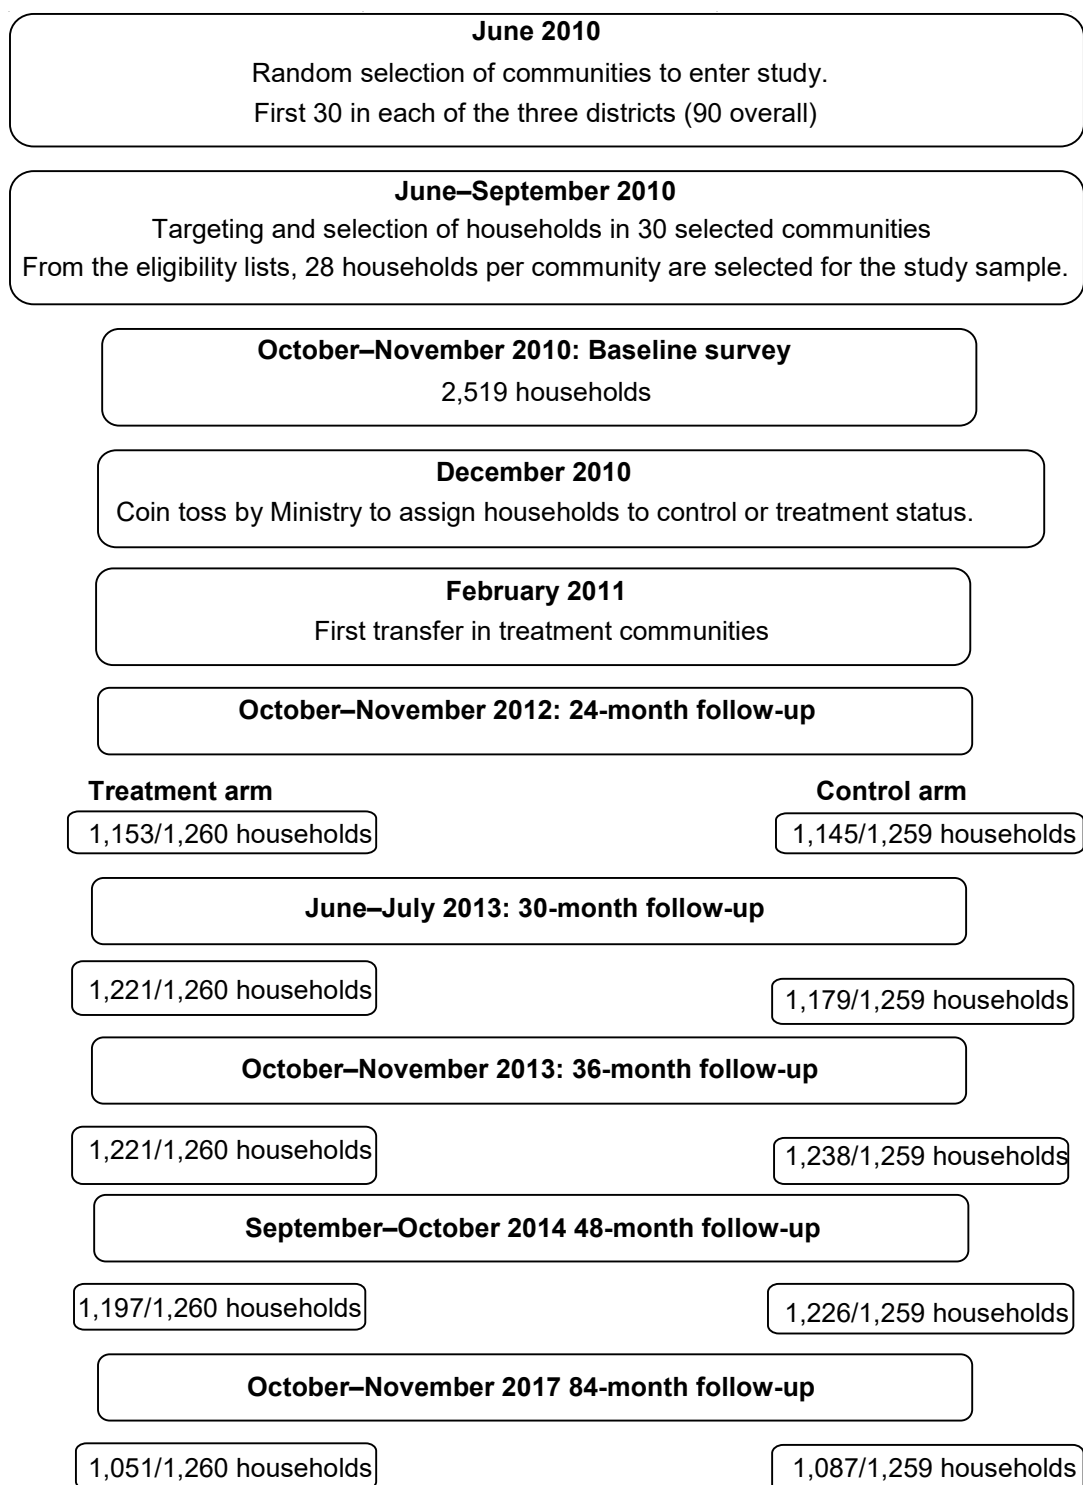 June 2010
Random selection of communities to enter study.
First 30 in each of the three districts (90 overall)
June–September 2010
Targeting and selection of households in 30 selected communities
From the eligibility lists, 28 households per community are selected for the study sample.
October–November 2010: Baseline survey
2,519 households
December 2010
Coin toss by Ministry to assign households to control or treatment status.
February 2011
First transfer in treatment communities
October–November 2012: 24-month follow-up
Treatment arm
Control arm
1,153/1,260 households
1,145/1,259 households
June–July 2013: 30-month follow-up
1,221/1,260 households
1,179/1,259 households
October–November 2013: 36-month follow-up
1,221/1,260 households
1,238/1,259 households
September–October 2014 48-month follow-up
1,197/1,260 households
1,226/1,259 households
October–November 2017 84-month follow-up
1,051/1,260 households
1,087/1,259 households